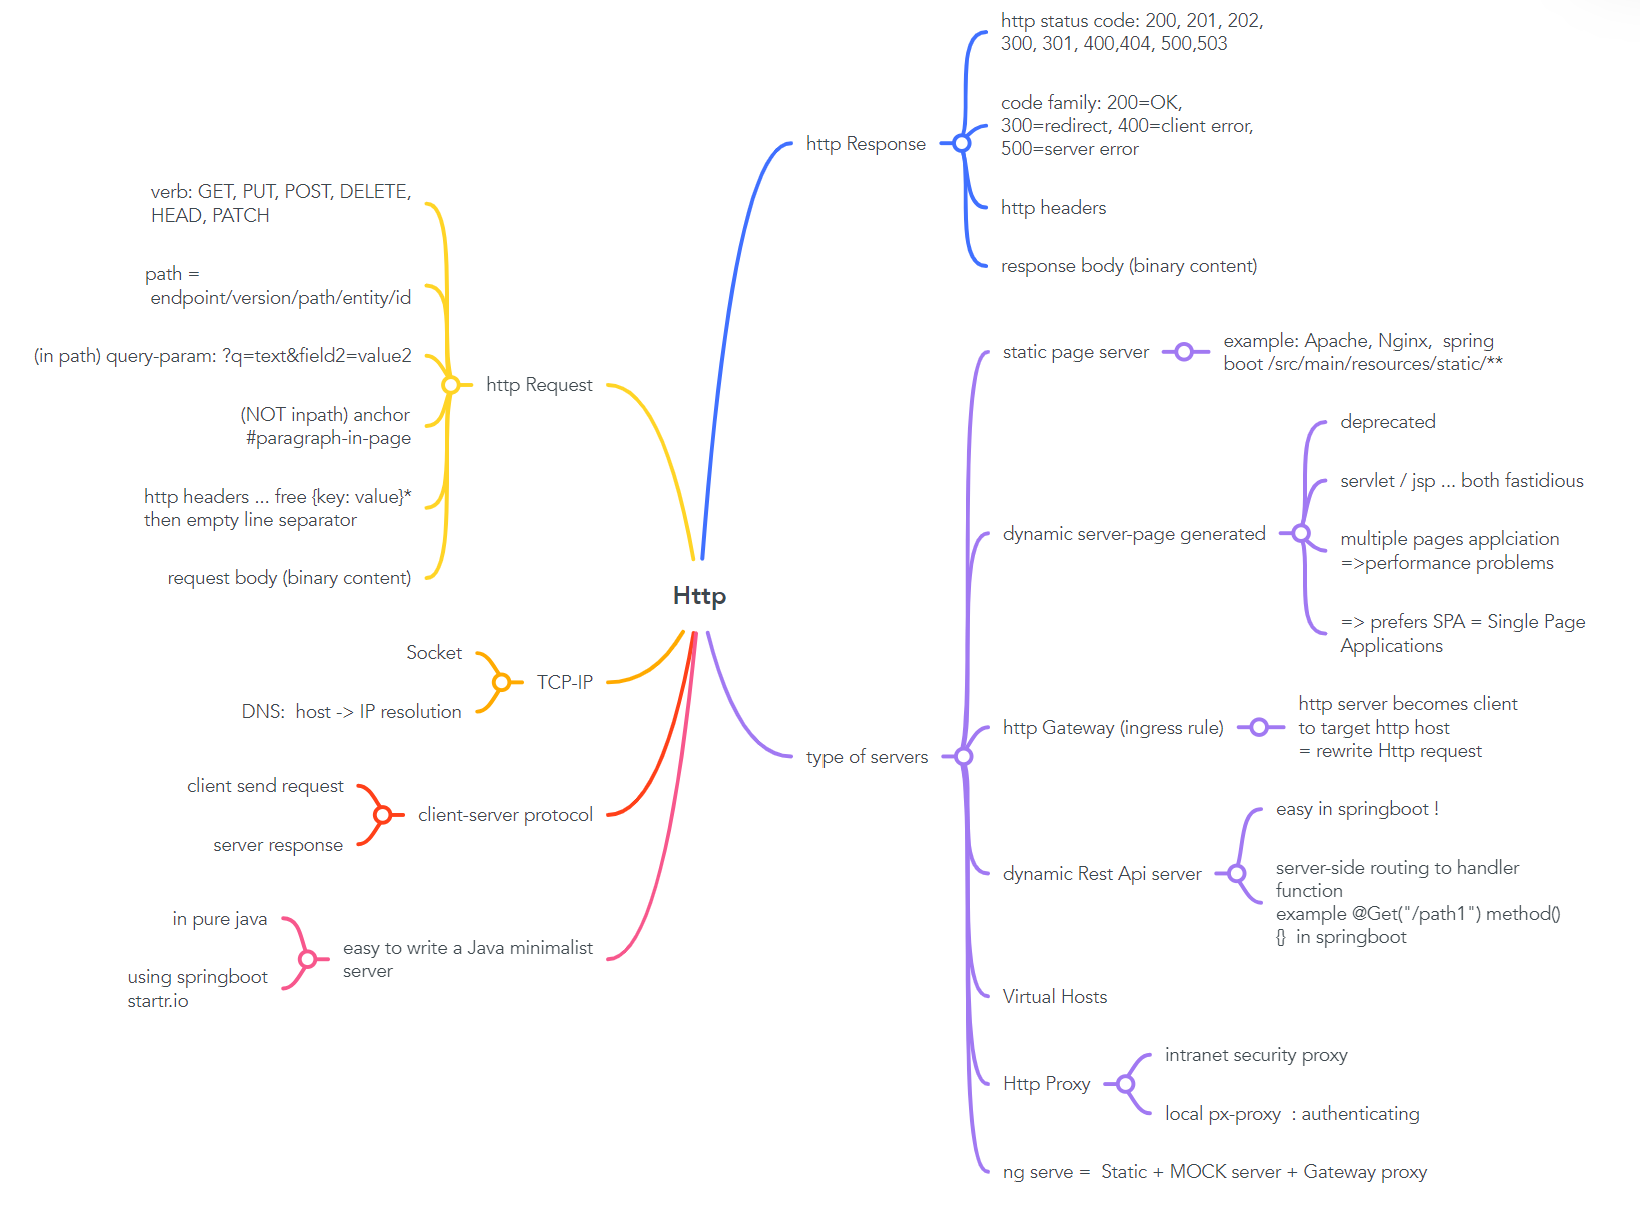 Http
http Response
http status code: 200, 201, 202,
300, 301, 400,404, 500,503
code family: 200=OK,
300=redirect, 400=client error,
500=server error
http headers
response body (binary content)
http Request
verb: GET, PUT, POST, DELETE,
HEAD, PATCH
path =
endpoint/version/path/entity/id
(in path) query-param: ?q=text&field2=value2
(NOT inpath) anchor
#paragraph-in-page
http headers ... free {key: value}*
then empty line separator
request body (binary content)
TCP-IP
Socket
DNS:  host -> IP resolution
client-server protocol
client send request
server response
easy to write a Java minimalist
server
in pure java
using springboot
startr.io
type of servers
static page server
example: Apache, Nginx,  spring
boot /src/main/resources/static/**
dynamic server-page generated
deprecated
servlet / jsp ... both fastidious
multiple pages applciation
=>performance problems
=> prefers SPA = Single Page
Applications
http Gateway (ingress rule)
http server becomes client
to target http host
= rewrite Http request
dynamic Rest Api server
easy in springboot !
server-side routing to handler
function
example @Get("/path1") method()
{}  in springboot
Virtual Hosts
Http Proxy
intranet security proxy
local px-proxy  : authenticating
ng serve =  Static + MOCK server + Gateway proxy